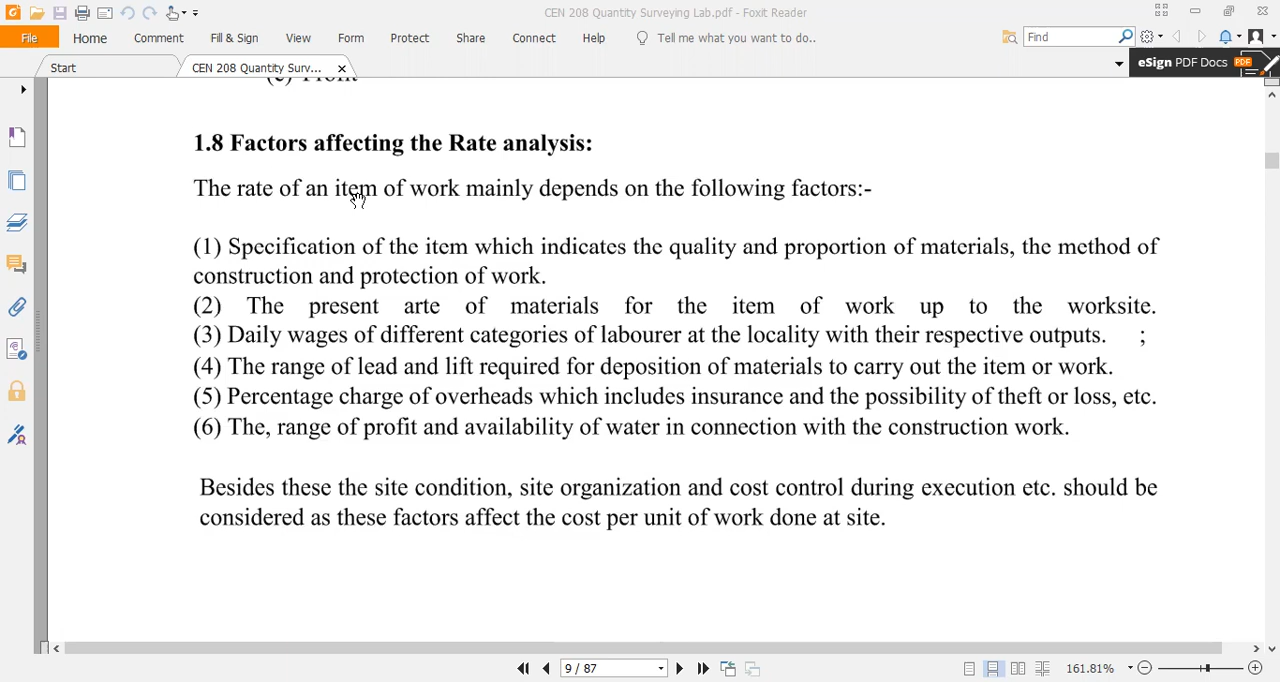 CEN 208 Quantity Surveying Lab.pdf - Foxit Reader
File Home Comment Fill & Sign View Form Protect Share Connect Help Tell me what you want to do.. Find
Start CEN 208 Quantity Surv... eSign PDF Docs PDF
(c) Profit
1.8 Factors affecting the Rate analysis:
The rate of an item of work mainly depends on the following factors:-
(1) Specification of the item which indicates the quality and proportion of materials, the method of
construction and protection of work.
(2) The present arte of materials for the item of work up to the worksite.
(3) Daily wages of different categories of labourer at the locality with their respective outputs. ;
(4) The range of lead and lift required for deposition of materials to carry out the item or work.
(5) Percentage charge of overheads which includes insurance and the possibility of theft or loss, etc.
(6) The, range of profit and availability of water in connection with the construction work.
Besides these the site condition, site organization and cost control during execution etc. should be
considered as these factors affect the cost per unit of work done at site.
9 / 87 161.81%